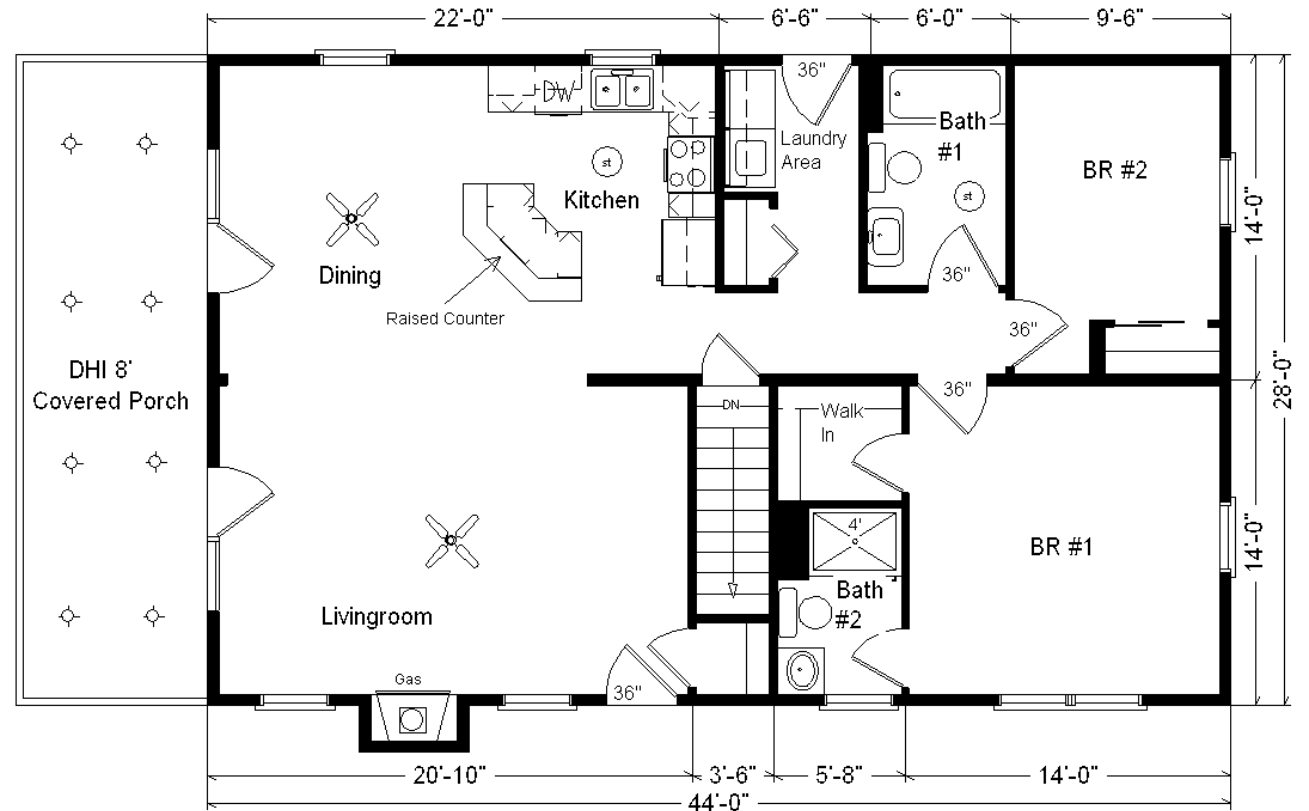 22'-0"
6'-6"
6'-0"
9'-6"
36"
DW
Laundry
Area
Bath
#1
BR #2
st
Kitchen
st
14'-0"
Dining
36"
Raised Counter
36"
DHI 8'
Covered Porch
36"
28'-0"
DN
Walk
In
4'
BR #1
14'-0"
Livingroom
Bath
#2
Gas
36"
20'-10"
3'-6"
5'-8"
14'-0"
44'-0"